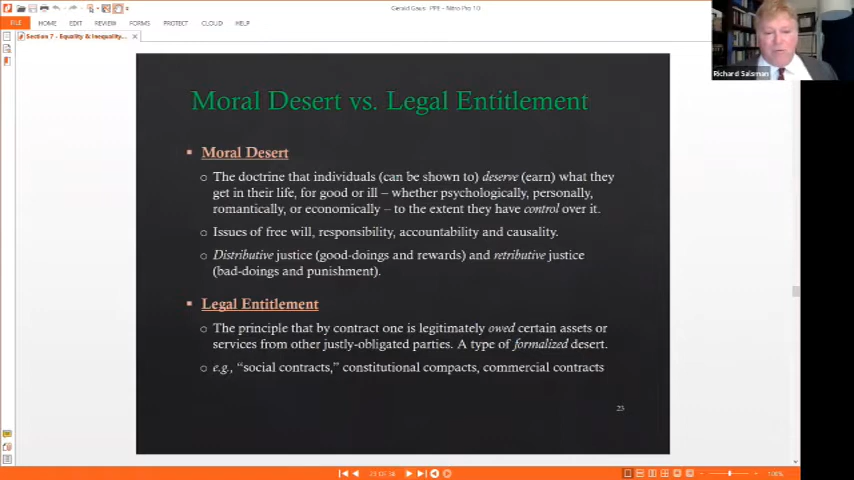 Gerald Gaus: PPE - Nitro Pro 10
FILE HOME EDIT REVIEW FORMS PROTECT CLOUD HELP
Section 7 - Equality & Inequality...
Richard Salsman
Moral Desert vs. Legal Entitlement
Moral Desert
The doctrine that individuals (can be shown to) deserve (earn) what they
get in their life, for good or ill – whether psychologically, personally,
romantically, or economically – to the extent they have control over it.
Issues of free will, responsibility, accountability and causality.
Distributive justice (good-doings and rewards) and retributive justice
(bad-doings and punishment).
Legal Entitlement
The principle that by contract one is legitimately owed certain assets or
services from other justly-obligated parties. A type of formalized desert.
e.g., “social contracts,” constitutional compacts, commercial contracts
23
100%